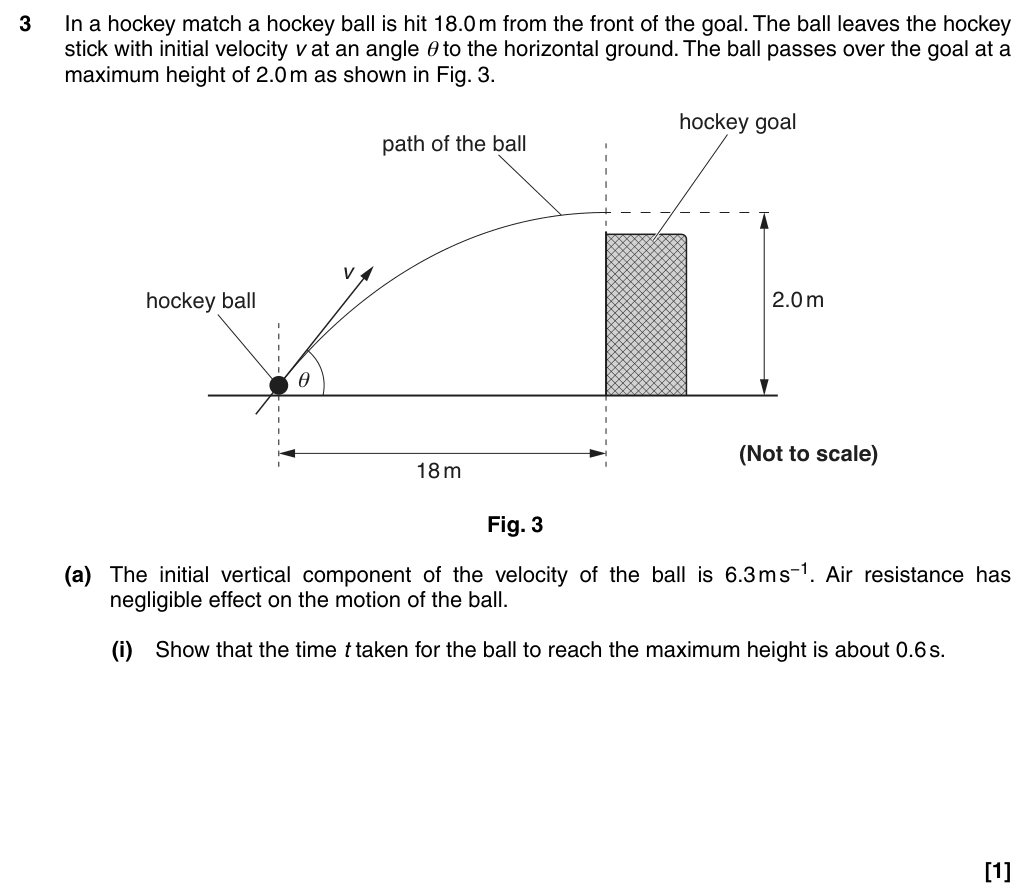 3 In a hockey match a hockey ball is hit 18.0 m from the front of the goal. The ball leaves the hockey
stick with initial velocity v at an angle θ to the horizontal ground. The ball passes over the goal at a
maximum height of 2.0 m as shown in Fig. 3.
hockey goal
path of the ball
v
hockey ball
2.0 m
θ
(Not to scale)
18 m
Fig. 3
(a) The initial vertical component of the velocity of the ball is 6.3 m s⁻¹. Air resistance has
negligible effect on the motion of the ball.
(i) Show that the time t taken for the ball to reach the maximum height is about 0.6 s.
[1]